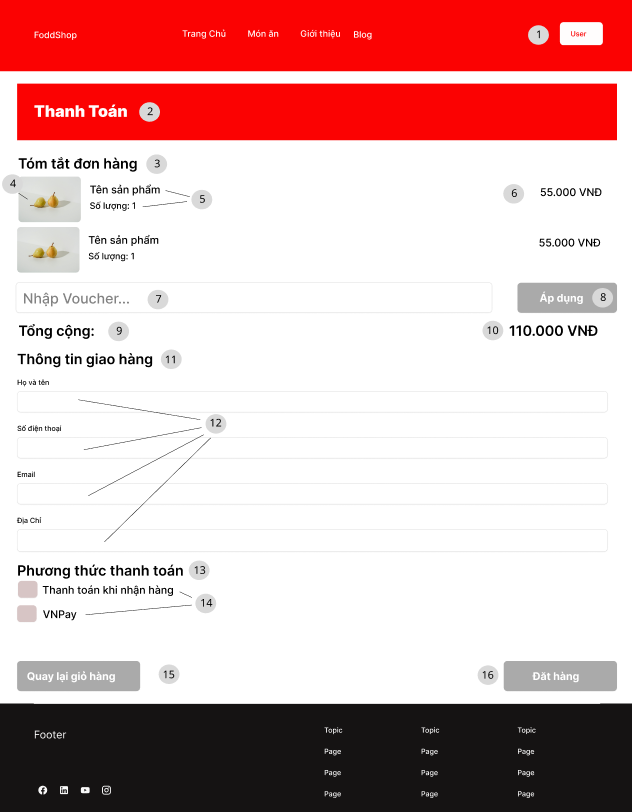 FoddShop Trang Chủ Món ăn Giới thiệu Blog 1 User
Thanh Toán 2
Tóm tắt đơn hàng 3
4
Tên sản phẩm
Số lượng: 1
5
6 55.000 VNĐ
Tên sản phẩm
Số lượng: 1
55.000 VNĐ
Nhập Voucher... 7 Áp dụng 8
Tổng cộng: 9 10 110.000 VNĐ
Thông tin giao hàng 11
Họ và tên
12
Số điện thoại
Email
Địa Chỉ
Phương thức thanh toán 13
Thanh toán khi nhận hàng
14
VNPay
Quay lại giỏ hàng 15 16 Đăt hàng
Footer Topic Topic Topic
Page Page Page
Page Page Page
Page Page Page